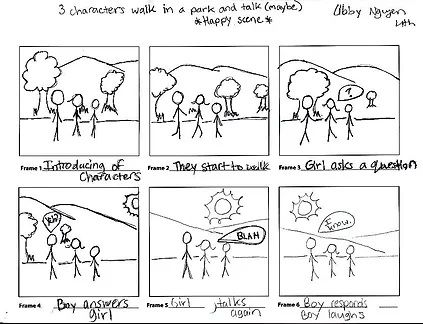 3 characters walk in a park and talk (maybe)
*Happy scene*
Abby Nguyen
?
Frame 1 Introducing of
characters
Frame 2 They start to walk
Frame 3 Girl asks a question
BLAH
I
know
Frame 4 Boy answers
girl
Frame 5 Girl talks
again
Frame 6 Boy responds
Boy laughs